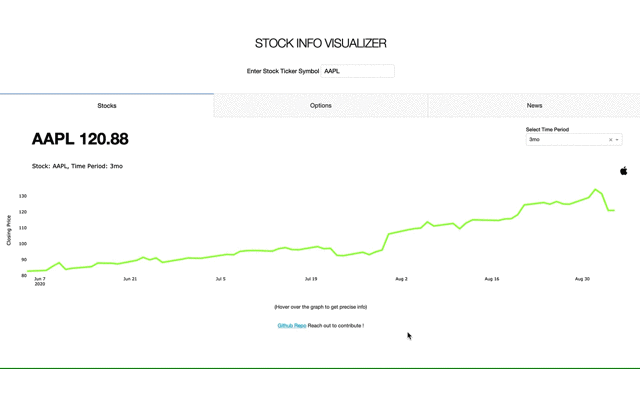 STOCK INFO VISUALIZER
Enter Stock Ticker Symbol AAPL
Stocks Options News
AAPL 120.88
Select Time Period
3mo
Stock: AAPL, Time Period: 3mo
Closing Price
130
120
110
100
90
80
Jun 7 Jun 21 Jul 5 Jul 19 Aug 2 Aug 16 Aug 30
2020
(Hover over the graph to get precise info)
Github Repo Reach out to contribute !